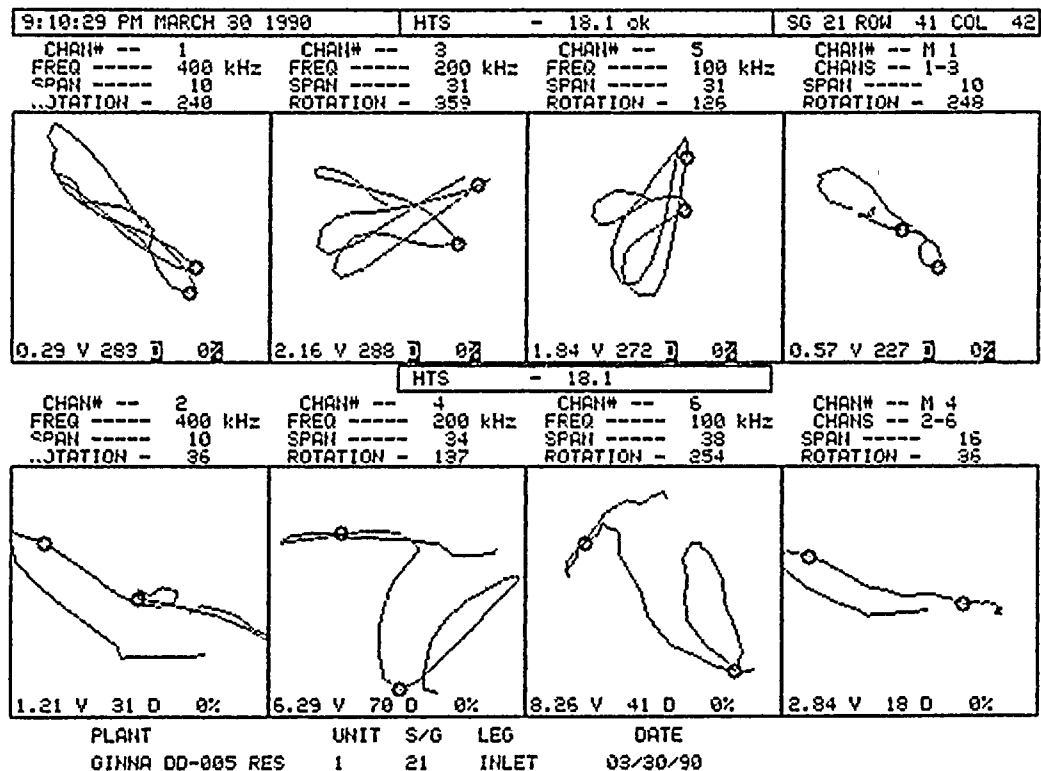 9:10:29 PM MARCH 30 1990 HTS - 18.1 ok SG 21 ROW 41 COL 42
CHAN# -- 1 CHAN# -- 3 CHAN# -- 5 CHAN# -- M 1
FREQ ----- 400 kHz FREQ ----- 200 kHz FREQ ----- 100 kHz CHANS -- 1-3
SPAN ----- 10 SPAN ----- 31 SPAN ----- 31 SPAN ----- 10
..OTATION - 240 ROTATION - 359 ROTATION - 126 ROTATION - 248
0.29 V 283 D 0% 2.16 V 288 D 0% 1.84 V 272 D 0% 0.57 V 227 D 0%
HTS - 18.1
CHAN# -- 2 CHAN# -- 4 CHAN# -- 6 CHAN# -- M 4
FREQ ----- 400 kHz FREQ ----- 200 kHz FREQ ----- 100 kHz CHANS -- 2-6
SPAN ----- 10 SPAN ----- 34 SPAN ----- 38 SPAN ----- 16
..OTATION - 36 ROTATION - 137 ROTATION - 254 ROTATION - 36
1.21 V 31 D 0% 6.29 V 70 D 0% 8.26 V 41 D 0% 2.84 V 18 D 0%
PLANT UNIT S/G LEG DATE
GINNA DD-005 RES 1 21 INLET 03/30/90